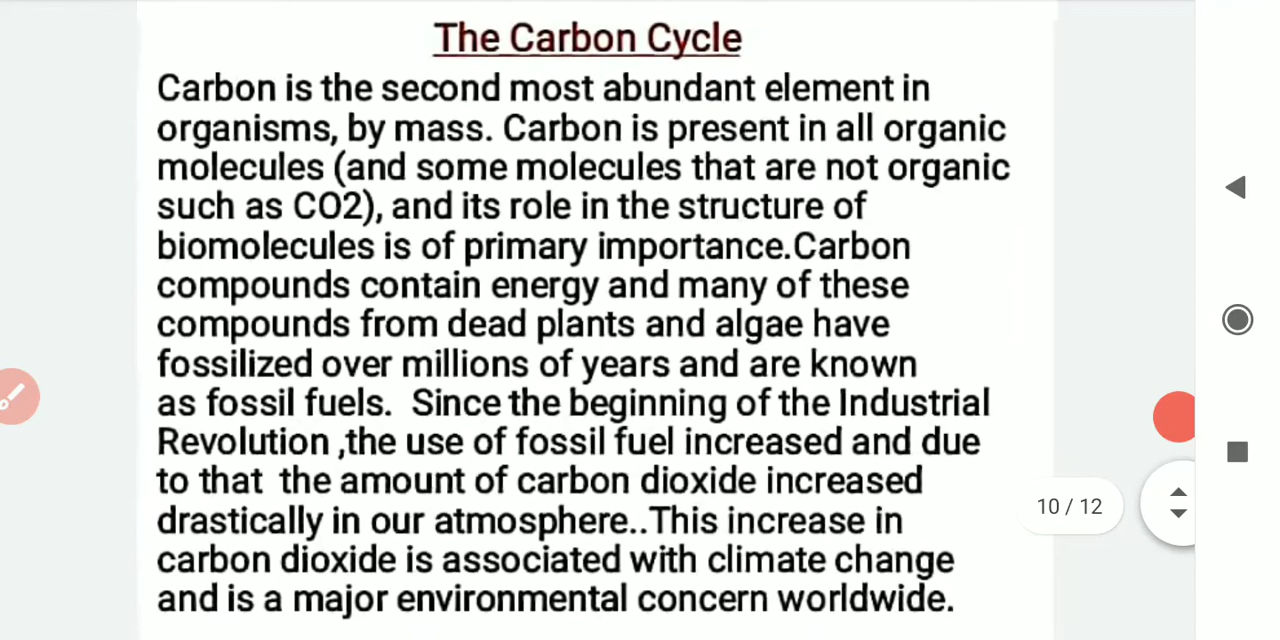 The Carbon Cycle
Carbon is the second most abundant element in
organisms, by mass. Carbon is present in all organic
molecules (and some molecules that are not organic
such as CO2), and its role in the structure of
biomolecules is of primary importance.Carbon
compounds contain energy and many of these
compounds from dead plants and algae have
fossilized over millions of years and are known
as fossil fuels.  Since the beginning of the Industrial
Revolution ,the use of fossil fuel increased and due
to that  the amount of carbon dioxide increased
drastically in our atmosphere..This increase in
carbon dioxide is associated with climate change
and is a major environmental concern worldwide.
10 / 12